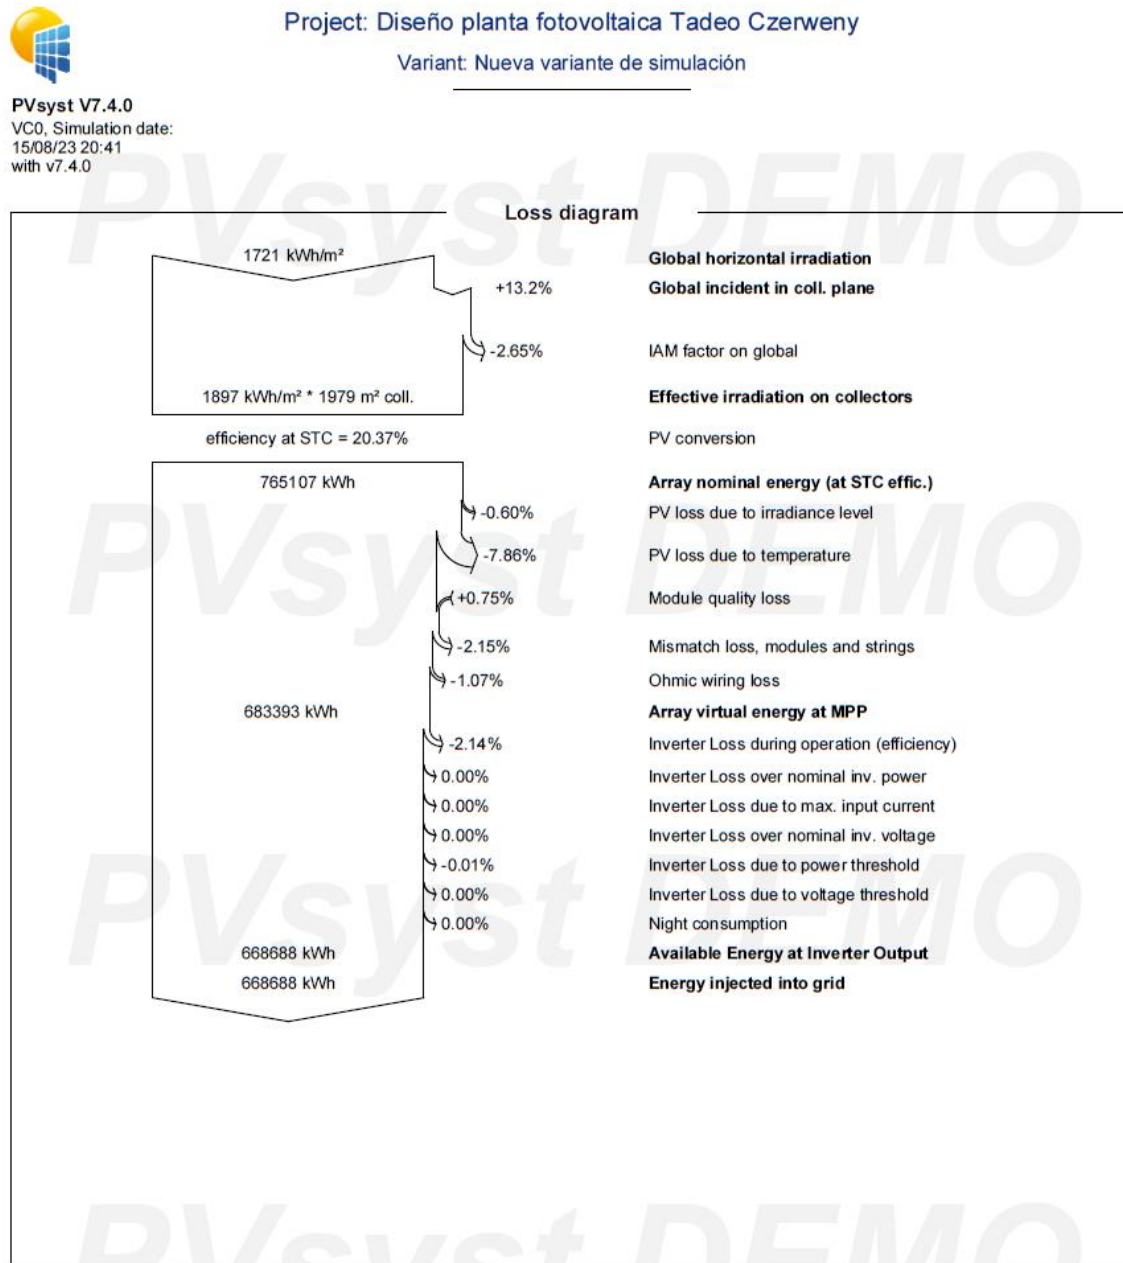 Project: Diseño planta fotovoltaica Tadeo Czerweny
Variant: Nueva variante de simulación
PVsyst V7.4.0
VC0, Simulation date:
15/08/23 20:41
with v7.4.0
PVsyst DEMO
Loss diagram
1721 kWh/m² Global horizontal irradiation
+13.2% Global incident in coll. plane
-2.65% IAM factor on global
1897 kWh/m² * 1979 m² coll. Effective irradiation on collectors
efficiency at STC = 20.37% PV conversion
765107 kWh Array nominal energy (at STC effic.)
-0.60% PV loss due to irradiance level
PVsyst DEMO
-7.86% PV loss due to temperature
+0.75% Module quality loss
-2.15% Mismatch loss, modules and strings
-1.07% Ohmic wiring loss
683393 kWh Array virtual energy at MPP
-2.14% Inverter Loss during operation (efficiency)
0.00% Inverter Loss over nominal inv. power
0.00% Inverter Loss due to max. input current
0.00% Inverter Loss over nominal inv. voltage
-0.01% Inverter Loss due to power threshold
0.00% Inverter Loss due to voltage threshold
PVsyst DEMO
0.00% Night consumption
668688 kWh Available Energy at Inverter Output
668688 kWh Energy injected into grid
PVsyst DEMO